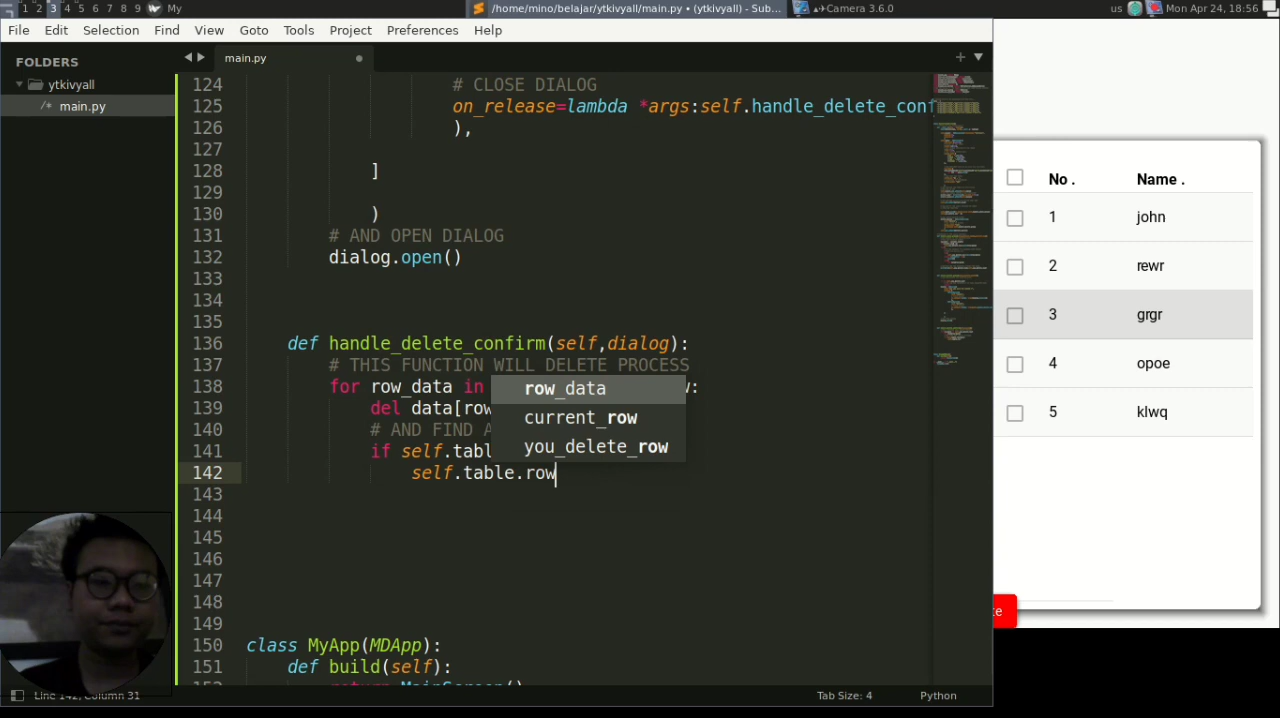 1 2 3 4 5 6 7 8 9 My
/home/mino/belajar/ytkivyall/main.py • (ytkivyall) - Sub...
Camera 3.6.0
us Mon Apr 24, 18:56
File Edit Selection Find View Goto Tools Project Preferences Help
FOLDERS
ytkivyall
/* main.py
main.py
124 # CLOSE DIALOG
125 on_release=lambda *args:self.handle_delete_conf
126 ),
127
128 ]
129
130 )
131 # AND OPEN DIALOG
132 dialog.open()
133
134
135
136 def handle_delete_confirm(self,dialog):
137 # THIS FUNCTION WILL DELETE PROCESS
138 for row_data in w:
139 del data[row
140 # AND FIND A
141 if self.tabl
142 self.table.row
143
144
145
146
147
148
149
150 class MyApp(MDApp):
151 def build(self):
row_data
current_row
you_delete_row
No . Name .
1 john
2 rewr
3 grgr
4 opoe
5 klwq
te
Line 142, Column 31
Tab Size: 4 Python